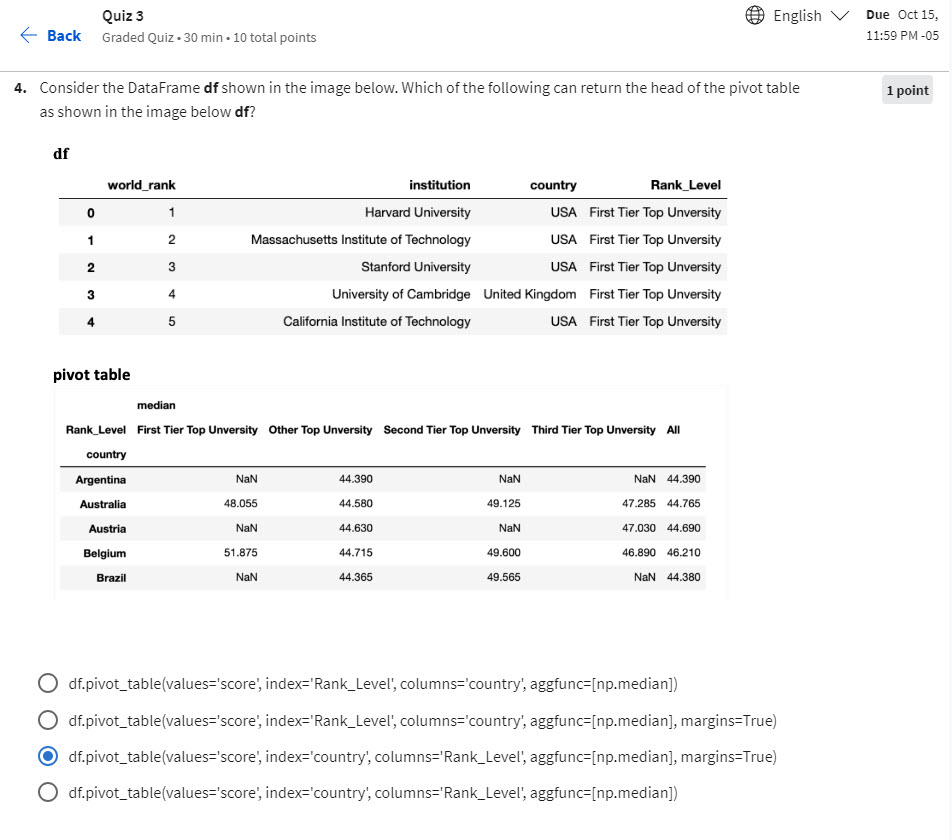 Quiz 3
Back
Graded Quiz • 30 min • 10 total points
English
Due Oct 15,
11:59 PM -05
4. Consider the DataFrame df shown in the image below. Which of the following can return the head of the pivot table
as shown in the image below df?
1 point
df
world_rank institution country Rank_Level
0 1 Harvard University USA First Tier Top Unversity
1 2 Massachusetts Institute of Technology USA First Tier Top Unversity
2 3 Stanford University USA First Tier Top Unversity
3 4 University of Cambridge United Kingdom First Tier Top Unversity
4 5 California Institute of Technology USA First Tier Top Unversity
pivot table
median
Rank_Level First Tier Top Unversity Other Top Unversity Second Tier Top Unversity Third Tier Top Unversity All
country
Argentina NaN 44.390 NaN NaN 44.390
Australia 48.055 44.580 49.125 47.285 44.765
Austria NaN 44.630 NaN 47.030 44.690
Belgium 51.875 44.715 49.600 46.890 46.210
Brazil NaN 44.365 49.565 NaN 44.380
df.pivot_table(values='score', index='Rank_Level', columns='country', aggfunc=[np.median])
df.pivot_table(values='score', index='Rank_Level', columns='country', aggfunc=[np.median], margins=True)
df.pivot_table(values='score', index='country', columns='Rank_Level', aggfunc=[np.median], margins=True)
df.pivot_table(values='score', index='country', columns='Rank_Level', aggfunc=[np.median])